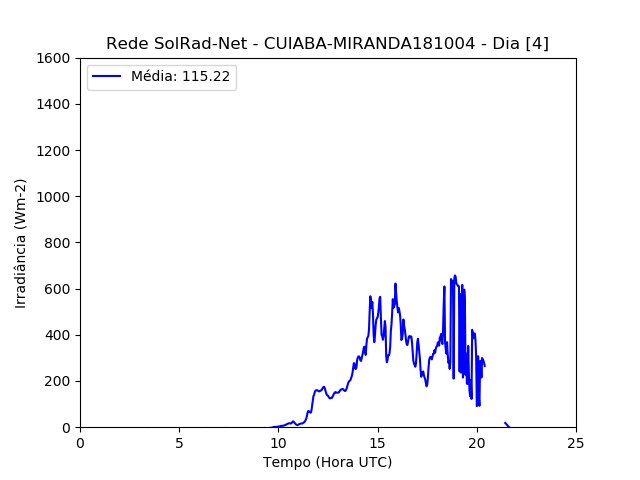 Rede SolRad-Net - CUIABA-MIRANDA181004 - Dia [4]
Média: 115.22
1600
1400
1200
1000
800
600
400
200
0
Irradiância (Wm-2)
0 5 10 15 20 25
Tempo (Hora UTC)